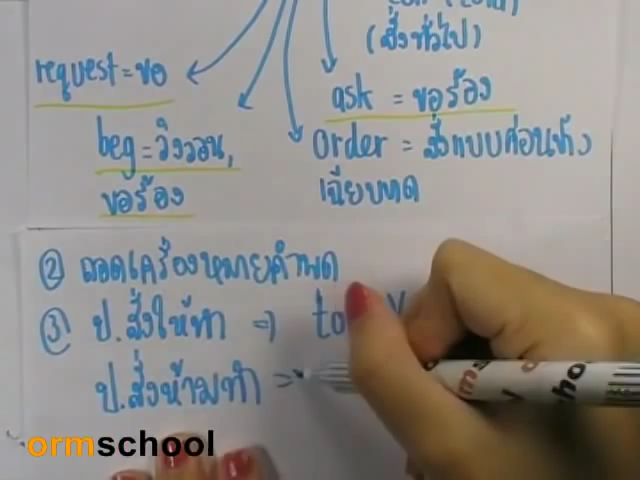 (สั่งทั่วไป)
request = ขอ
ask = ขอร้อง
beg = วิงวอน,
ขอร้อง
order = สั่งแบบค่อนข้าง
เฉียบขาด
② ถอดเครื่องหมายคำพูด
③ ป.สั่งให้ทำ ⇒ to
ป.สั่งห้ามทำ ⇒
ormschool